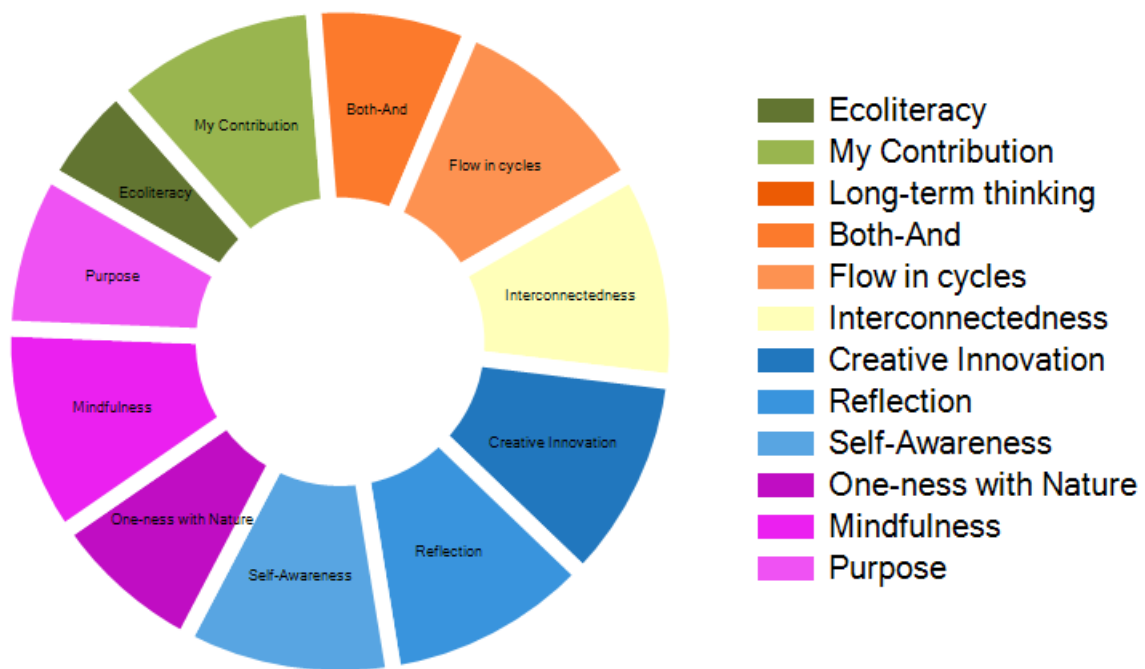 Both-And
My Contribution
Flow in cycles
Ecoliteracy
Purpose
Interconnectedness
Mindfulness
Creative Innovation
One-ness with Nature
Reflection
Self-Awareness
Ecoliteracy
My Contribution
Long-term thinking
Both-And
Flow in cycles
Interconnectedness
Creative Innovation
Reflection
Self-Awareness
One-ness with Nature
Mindfulness
Purpose